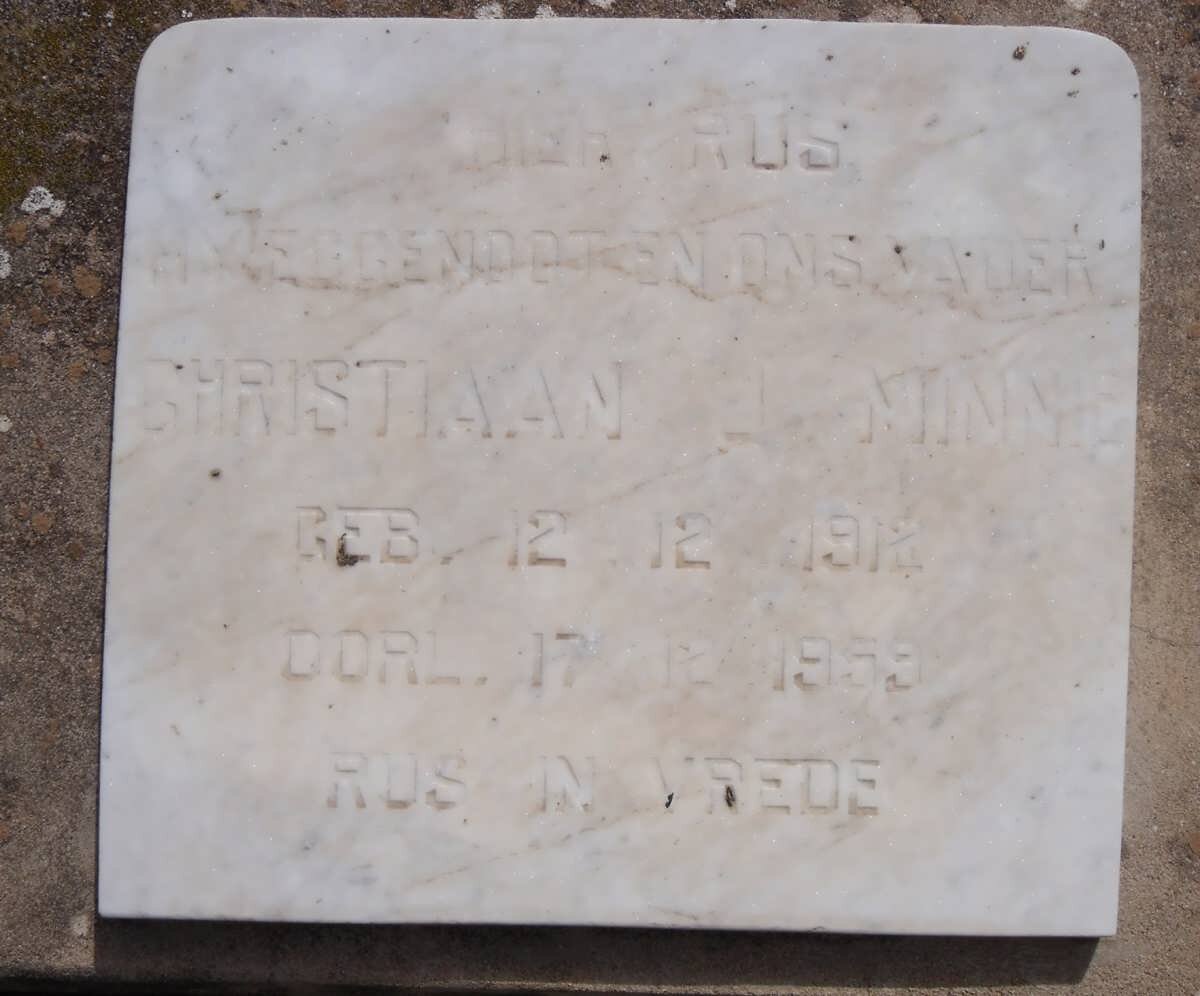 HIER RUS
MY EGGENOOT EN ONS VADER
CHRISTIAAN J MINNIE
GEB. 12 . 12 . 1912
OORL. 17 12 1959
RUS IN VREDE